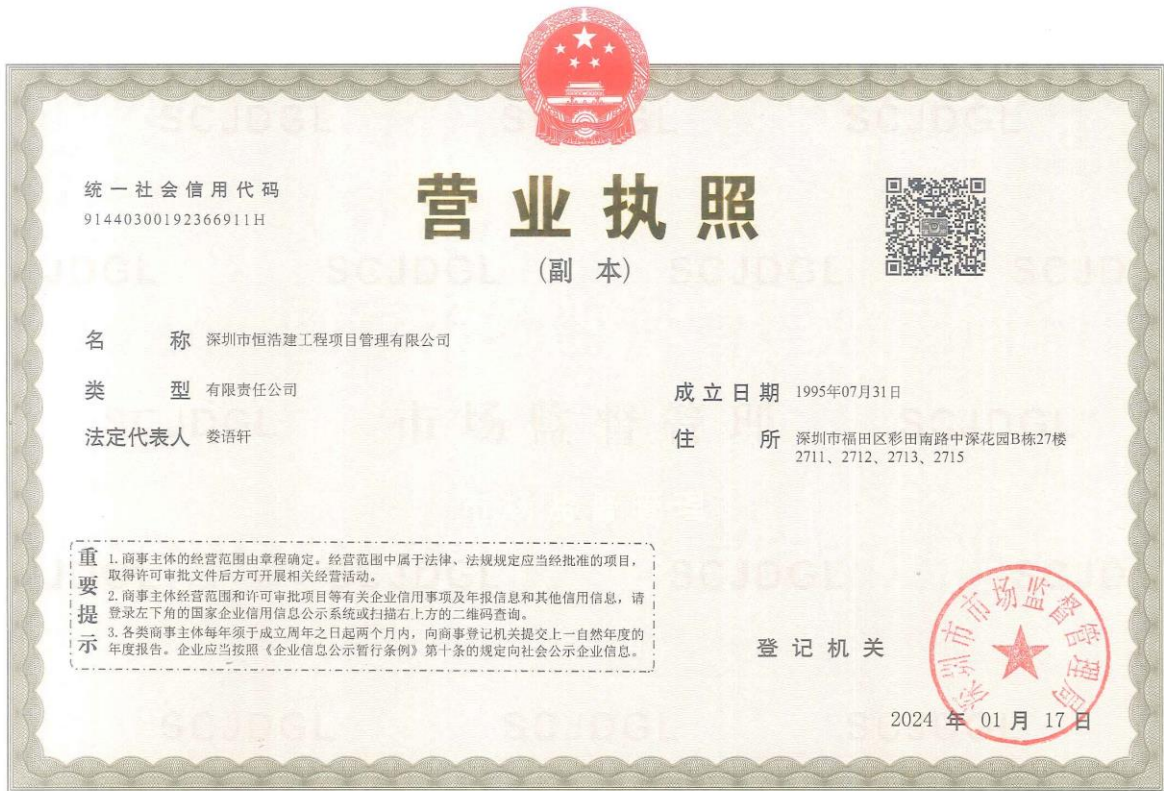 统一社会信用代码
91440300192366911H
营业执照
(副 本)
名 称 深圳市恒浩建工程项目管理有限公司
类 型 有限责任公司
法定代表人 娄语轩
成立日期 1995年07月31日
住 所 深圳市福田区彩田南路中深花园B栋27楼
2711、2712、2713、2715
重要提示
1. 商事主体的经营范围由章程确定。经营范围中属于法律、法规规定应当经批准的项目，
取得许可审批文件后方可开展相关经营活动。
2. 商事主体经营范围和许可审批项目等有关企业信用事项及年报信息和其他信用信息，请
登录左下角的国家企业信用信息公示系统或扫描右上方的二维码查询。
3. 各类商事主体每年须于成立周年之日起两个月内，向商事登记机关提交上一自然年度的
年度报告。企业应当按照《企业信息公示暂行条例》第十条的规定向社会公示企业信息。
登记机关
深圳市市场监督管理局
2024 年 01 月 17 日